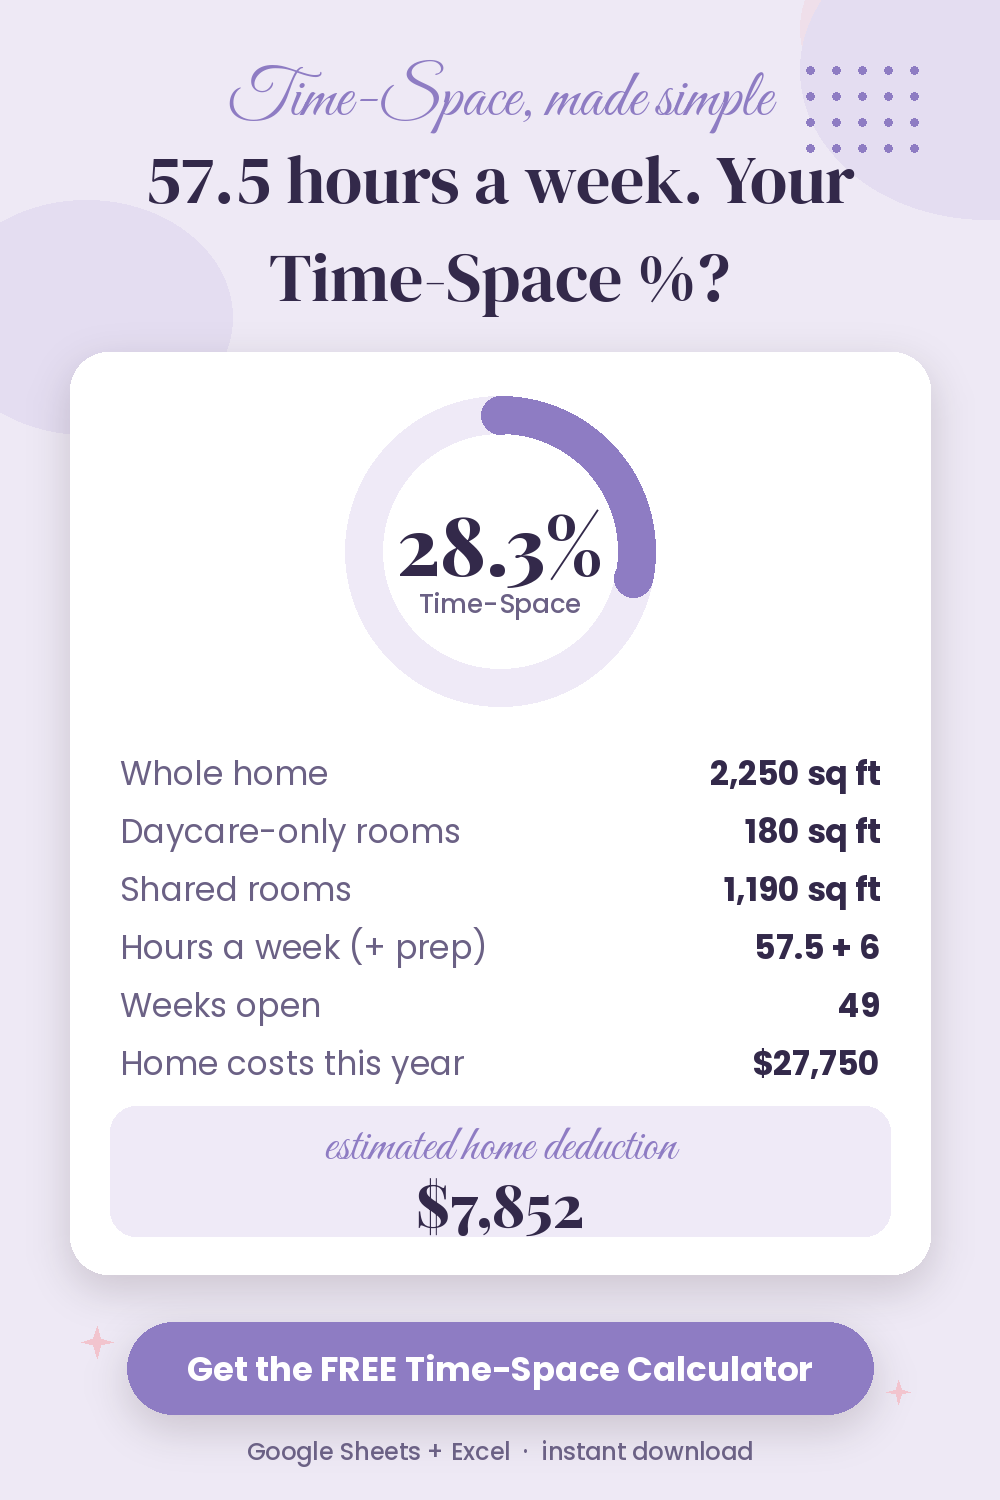 Time-Space, made simple
57.5 hours a week. Your
Time-Space %?
28.3%
Time-Space
Whole home 2,250 sq ft
Daycare-only rooms 180 sq ft
Shared rooms 1,190 sq ft
Hours a week (+ prep) 57.5 + 6
Weeks open 49
Home costs this year $27,750
estimated home deduction
$7,852
Get the FREE Time-Space Calculator
Google Sheets + Excel · instant download